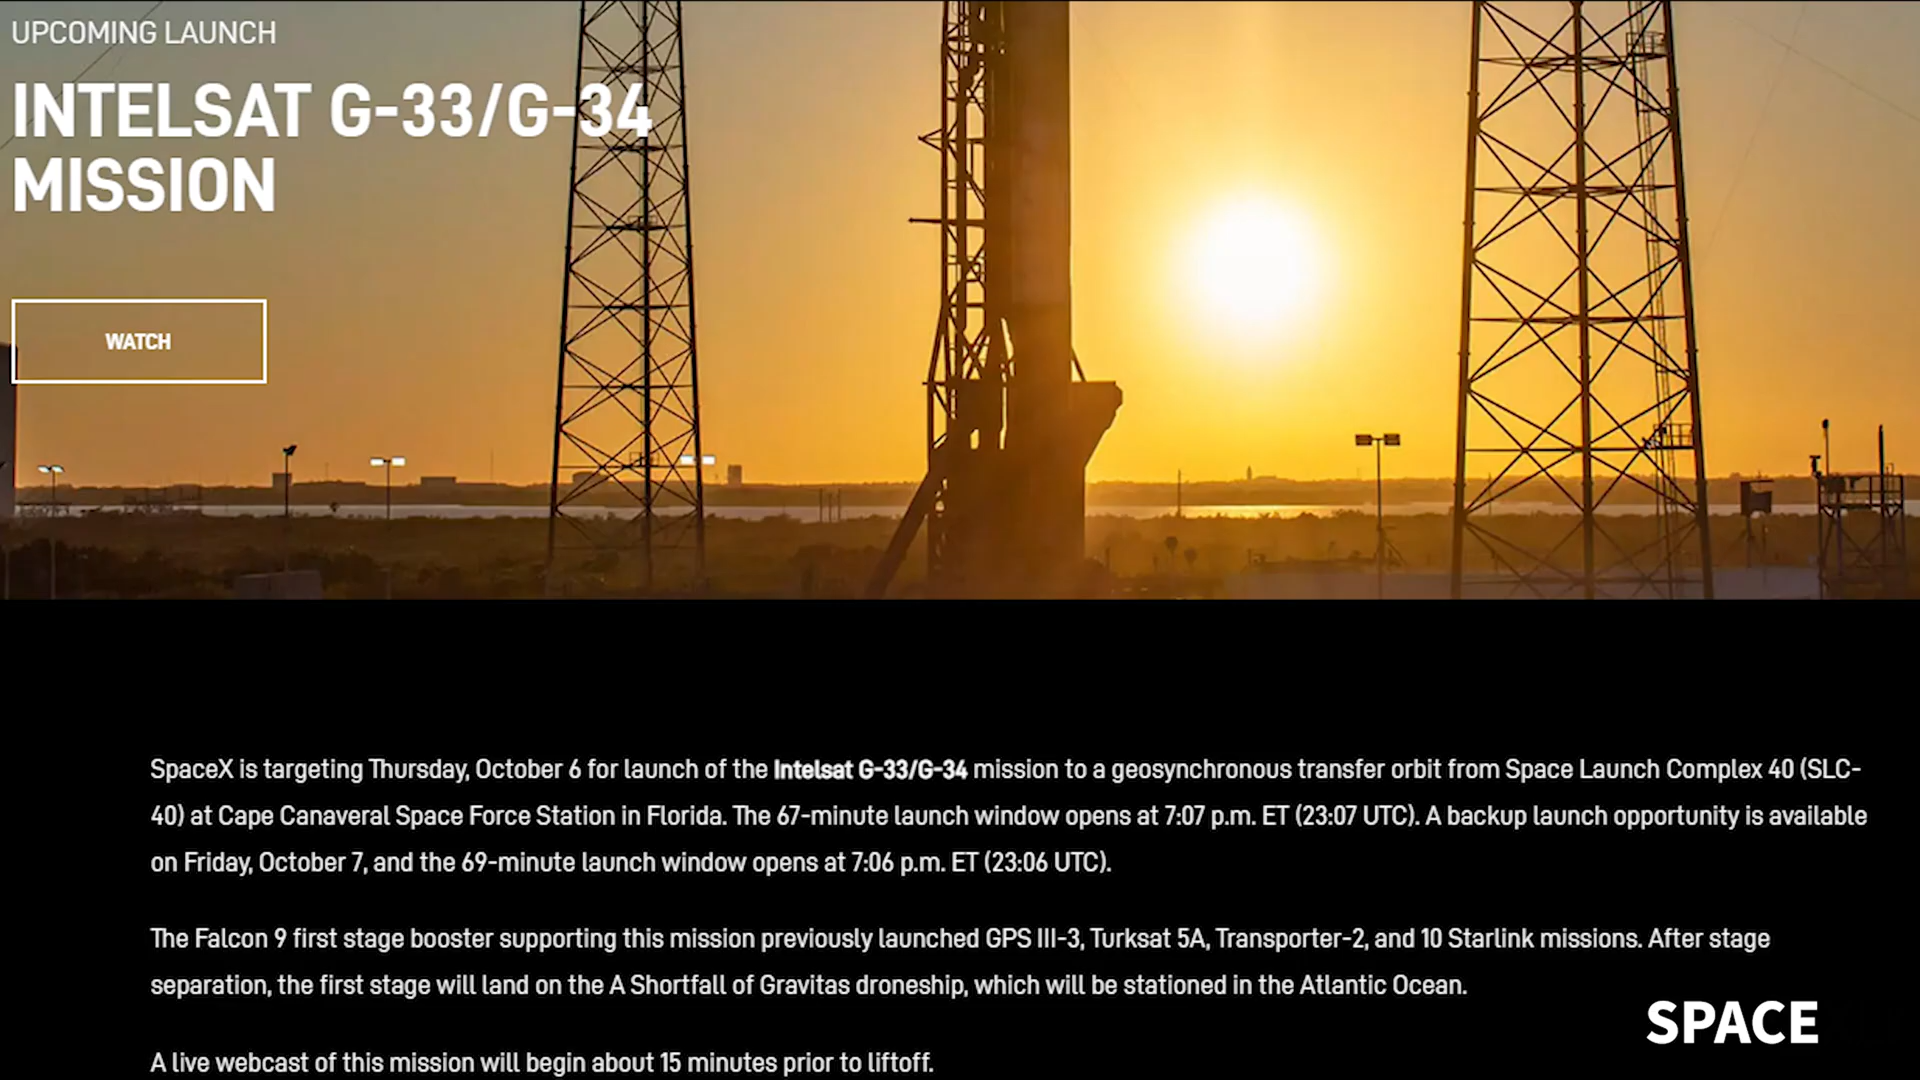 UPCOMING LAUNCH
INTELSAT G-33/G-34
MISSION
WATCH
SpaceX is targeting Thursday, October 6 for launch of the Intelsat G-33/G-34 mission to a geosynchronous transfer orbit from Space Launch Complex 40 (SLC-
40) at Cape Canaveral Space Force Station in Florida. The 67-minute launch window opens at 7:07 p.m. ET (23:07 UTC). A backup launch opportunity is available
on Friday, October 7, and the 69-minute launch window opens at 7:06 p.m. ET (23:06 UTC).
The Falcon 9 first stage booster supporting this mission previously launched GPS III-3, Turksat 5A, Transporter-2, and 10 Starlink missions. After stage
separation, the first stage will land on the A Shortfall of Gravitas droneship, which will be stationed in the Atlantic Ocean.
A live webcast of this mission will begin about 15 minutes prior to liftoff.
SPACE